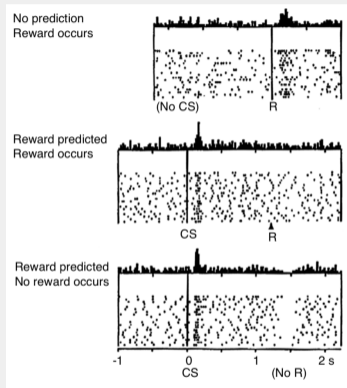 No prediction
Reward occurs
(No CS)
R
Reward predicted
Reward occurs
CS
R
Reward predicted
No reward occurs
-1
0
1
2 s
CS
(No R)